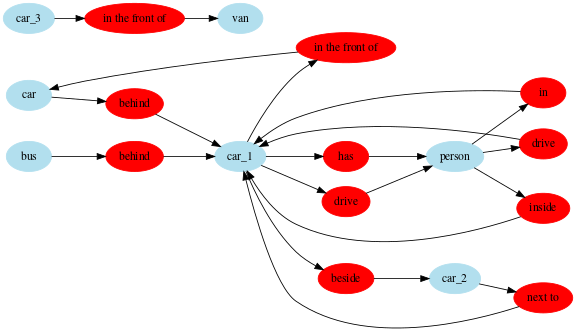 car_3
in the front of
van
in the front of
car
behind
in
bus
behind
car_1
has
person
drive
drive
inside
beside
car_2
next to